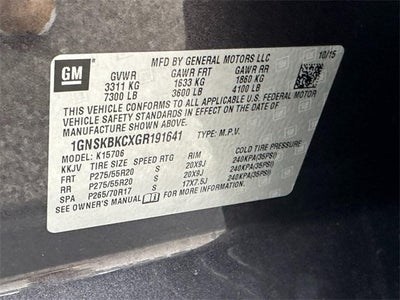 GM
MFD BY GENERAL MOTORS LLC 10/15
GVWR GAWR FRT GAWR RR
3311 KG 1633 KG 1860 KG
7300 LB 3600 LB 4100 LB
THIS VEHICLE CONFORMS TO ALL APPLICABLE U.S. FEDERAL MOTOR
VEHICLE SAFETY STANDARDS IN EFFECT ON THE DATE OF
MANUFACTURE SHOWN ABOVE.
1GNSKBKCXGR191641 TYPE: M.P.V.
MODEL: K15706
KKJV TIRE SIZE SPEED RTG RIM COLD TIRE PRESSURE
FRT P275/55R20 S 20X9J 240KPA(35PSI)
RR P275/55R20 S 20X9J 240KPA(35PSI)
SPA P265/70R17 S 17X7.5J 240KPA(35PSI)
SEE OWNER'S MANUAL FOR MORE INFORMATION.